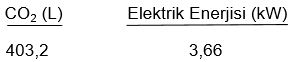 CO₂ (L) Elektrik Enerjisi (kW)
403,2 3,66